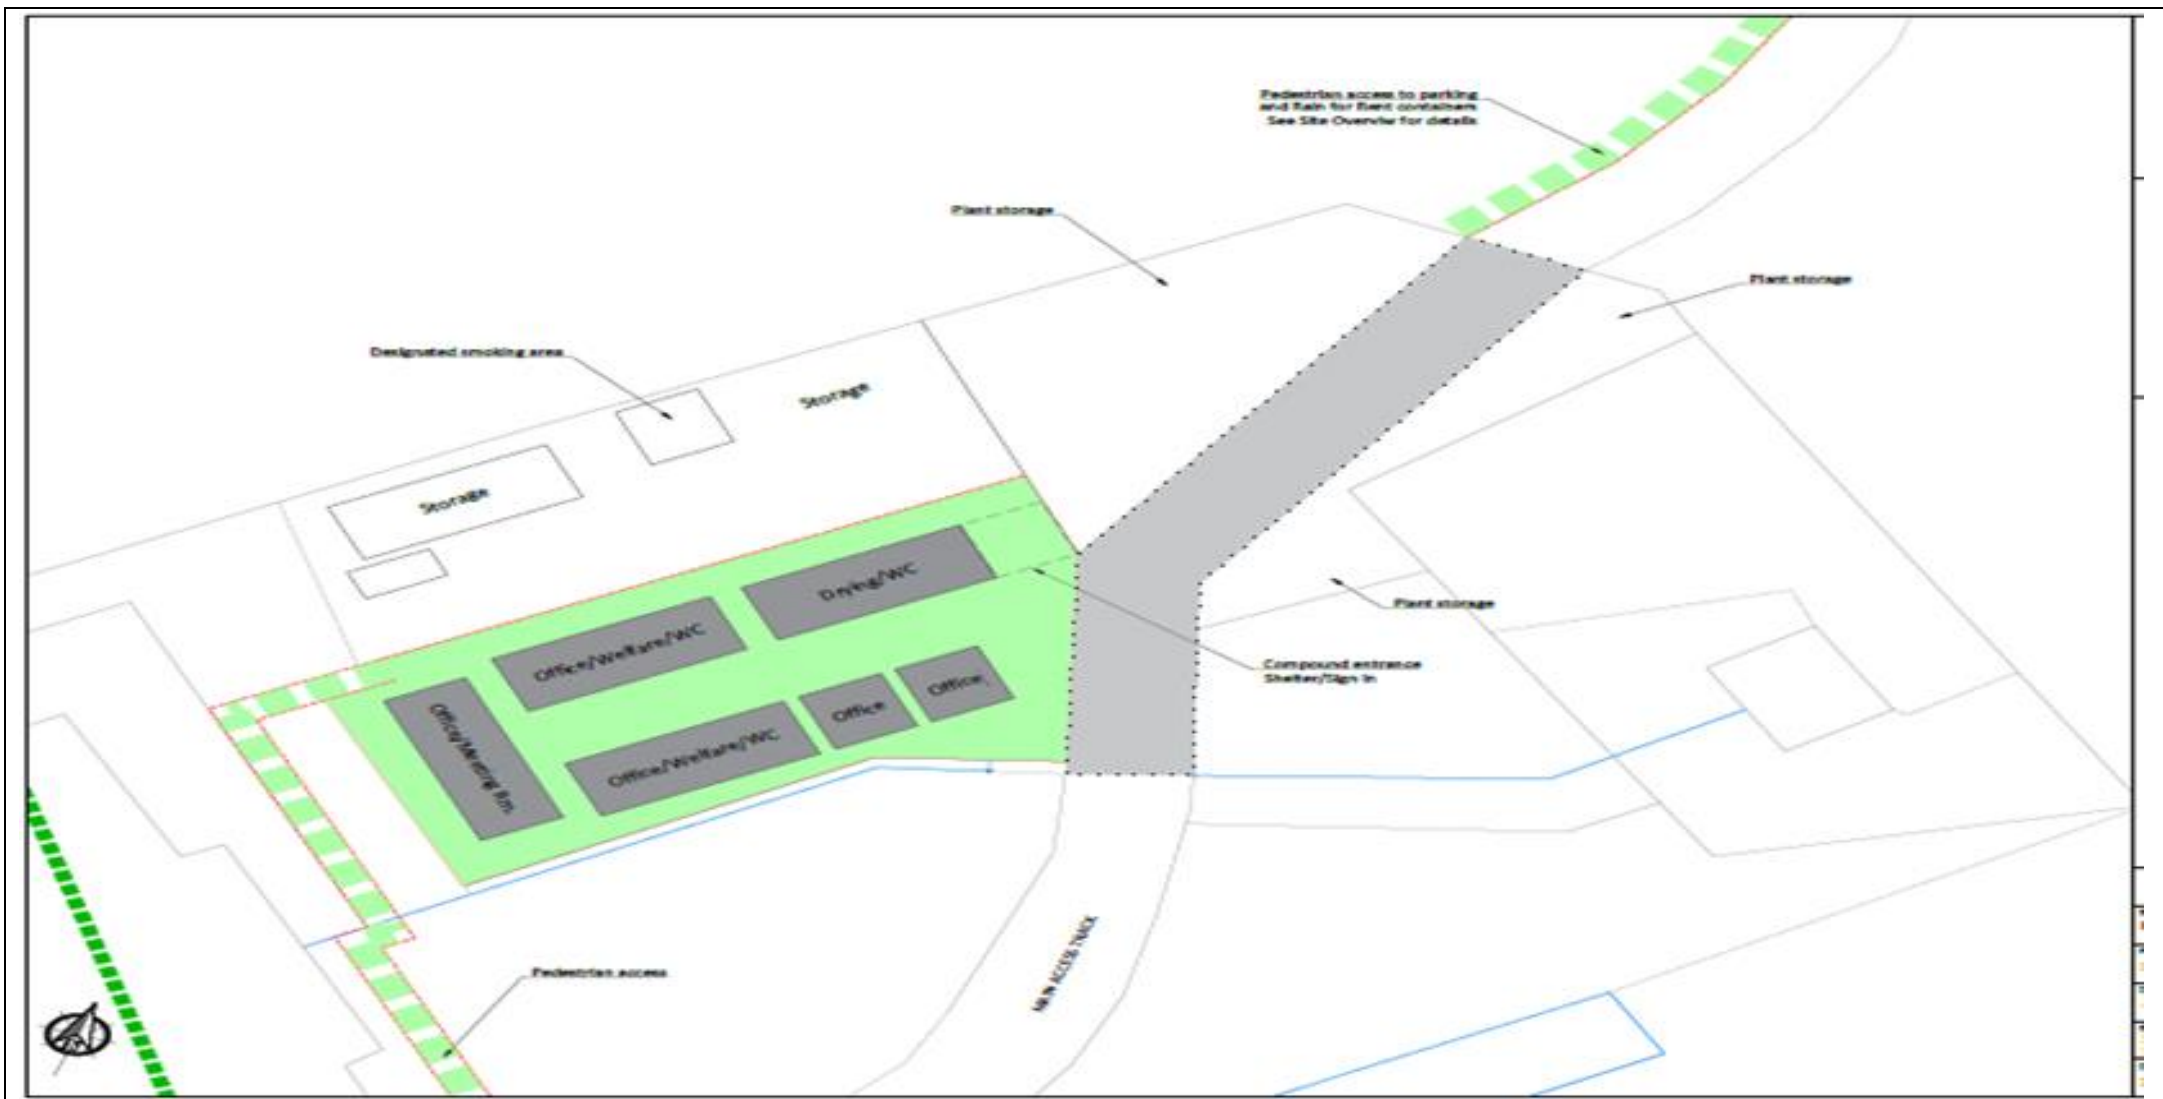 Pedestrian access to parking
and Rain for Rent containers
See Site Overviw for details
Plant storage
Plant storage
Designated smoking area
Storage
Storage
Drying/WC
Plant storage
Office/Welfare/WC
Compound entrance
Shelter/Sign in
Office
Office
Office/Meeting Rm.
Office/Welfare/WC
MAIN ACCESS TRACK
Pedestrian access